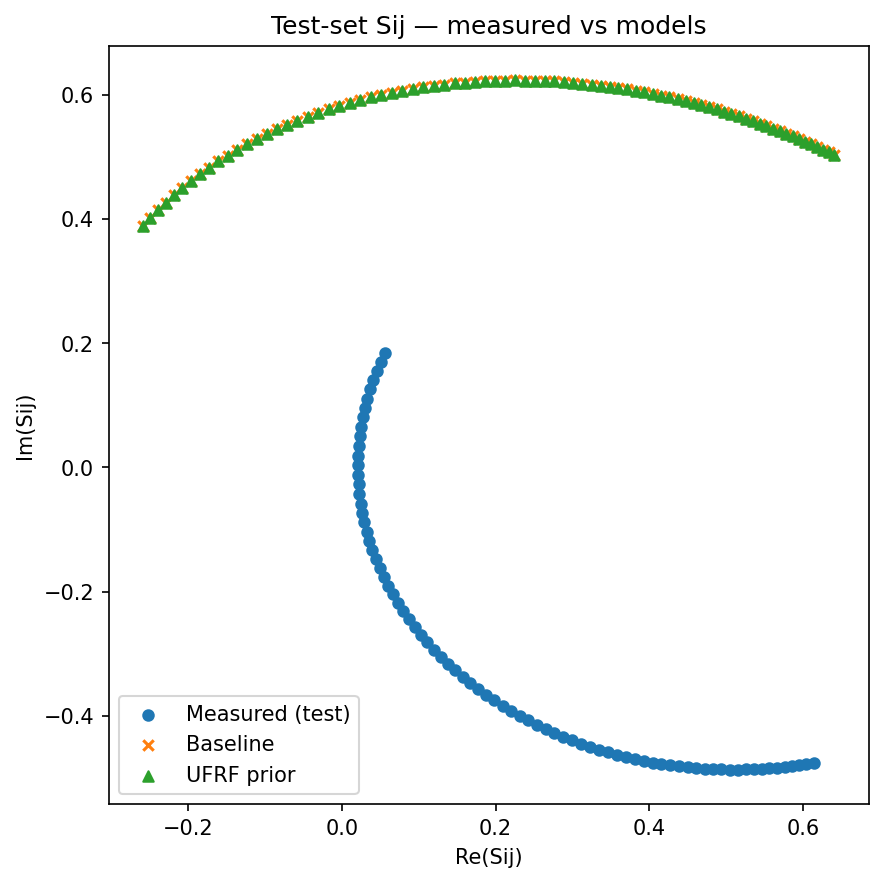 Test-set Sij — measured vs models
0.6
0.4
0.2
0.0
−0.2
−0.4
Im(Sij)
Measured (test)
Baseline
UFRF prior
−0.2
0.0
0.2
0.4
0.6
Re(Sij)